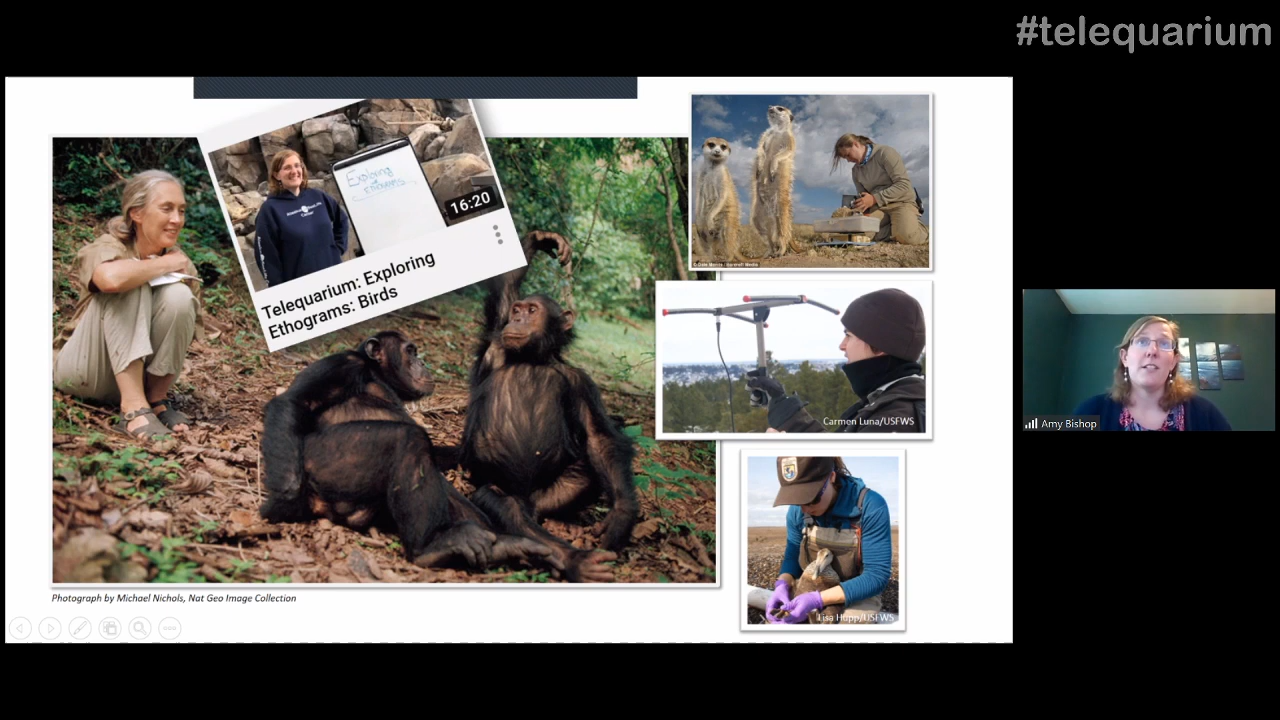 #telequarium
Exploring
Ethograms
16:20
Telequarium: Exploring
Ethograms: Birds
Carmen Luna/USFWS
Amy Bishop
Lisa Hupp/USFWS
Photograph by Michael Nichols, Nat Geo Image Collection